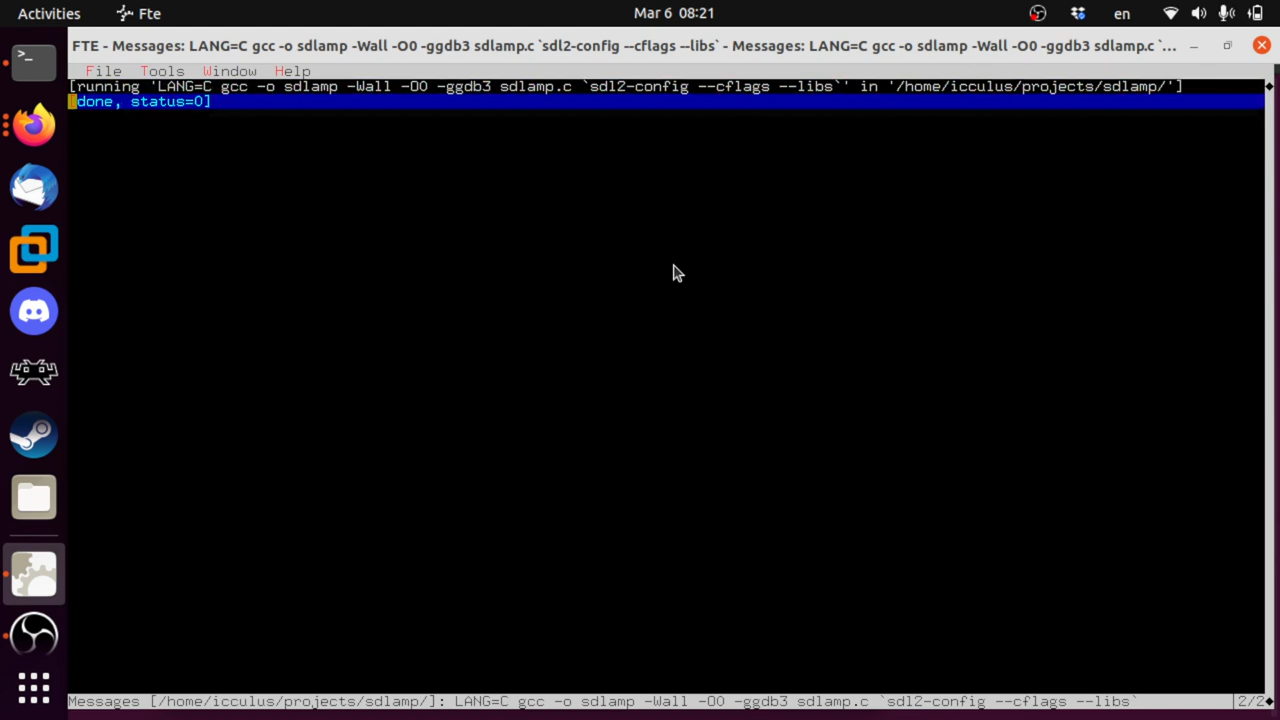 Activities Fte Mar 6 08:21 en
FTE - Messages: LANG=C gcc -o sdlamp -Wall -O0 -ggdb3 sdlamp.c `sdl2-config --cflags --libs` - Messages: LANG=C gcc -o sdlamp -Wall -O0 -ggdb3 sdlamp.c `...
File Tools Window Help
[running 'LANG=C gcc -o sdlamp -Wall -O0 -ggdb3 sdlamp.c `sdl2-config --cflags --libs`' in '/home/icculus/projects/sdlamp/']
[done, status=0]
Messages [/home/icculus/projects/sdlamp/]: LANG=C gcc -o sdlamp -Wall -O0 -ggdb3 sdlamp.c `sdl2-config --cflags --libs` 2/2